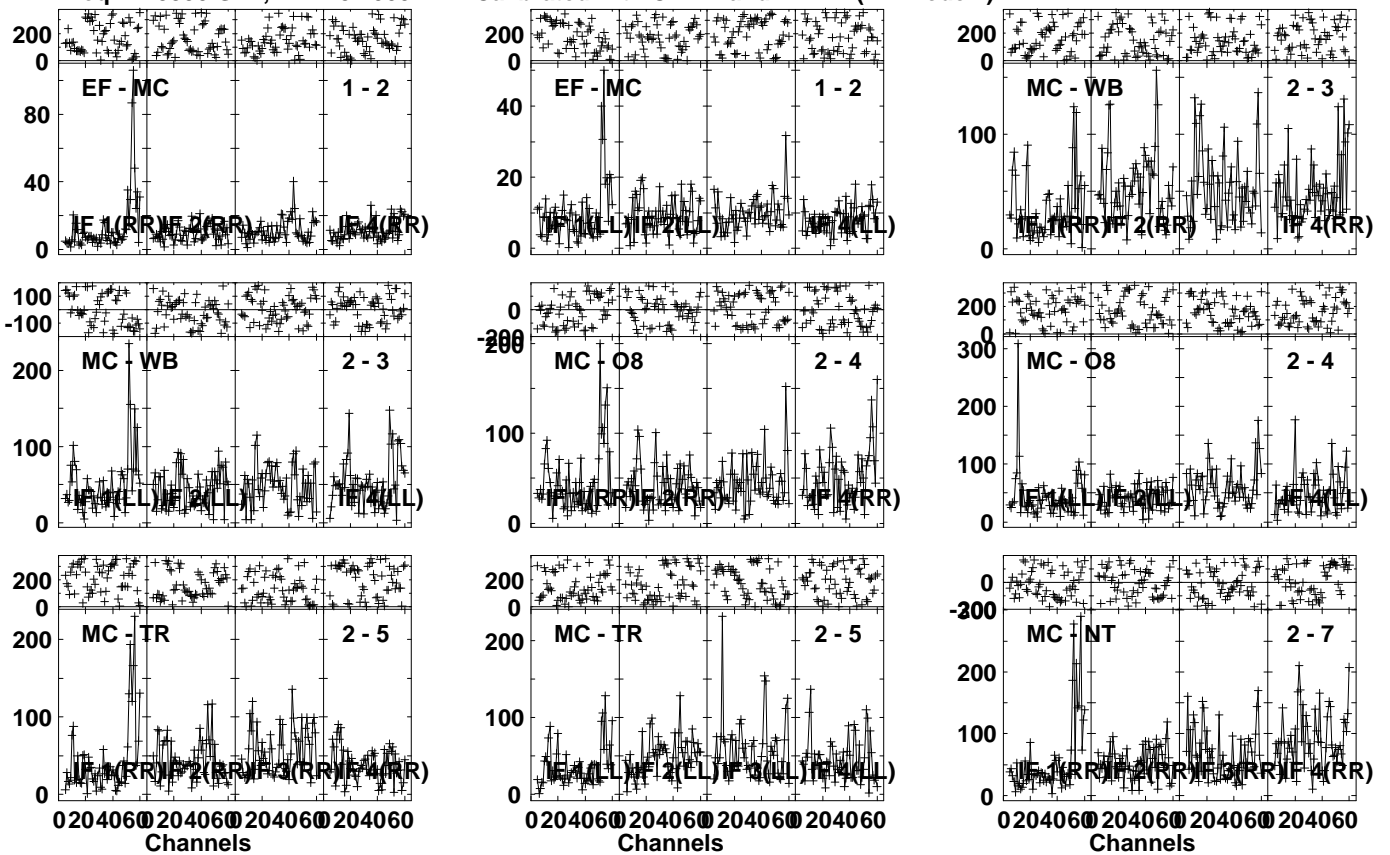 200
0
200
0
200
0
EF - MC 1 - 2
80
40
0
IF 1(RR) IF 2(RR) IF 4(RR)
EF - MC 1 - 2
40
20
0
IF 1(LL) IF 2(LL) IF 4(LL)
MC - WB 2 - 3
100
0
IF 1(RR) IF 2(RR) IF 4(RR)
100
-100
0
-200
200
0
MC - WB 2 - 3
200
100
0
IF 1(LL) IF 2(LL) IF 4(LL)
MC - O8 2 - 4
200
100
0
IF 1(RR) IF 2(RR) IF 4(RR)
MC - O8 2 - 4
300
200
100
0
IF 1(LL) IF 2(LL) IF 4(LL)
200
0
200
0
0
-200
MC - TR 2 - 5
200
100
0
IF 1(RR) IF 2(RR) IF 3(RR) IF 4(RR)
MC - TR 2 - 5
200
100
0
IF 1(LL) IF 2(LL) IF 3(LL) IF 4(LL)
MC - NT 2 - 7
300
200
100
0
IF 1(RR) IF 2(RR) IF 3(RR) IF 4(RR)
0 20 40 60 0 20 40 60 0 20 40 60 0 20 40 60
0 20 40 60 0 20 40 60 0 20 40 60 0 20 40 60
0 20 40 60 0 20 40 60 0 20 40 60 0 20 40 60
Channels Channels Channels